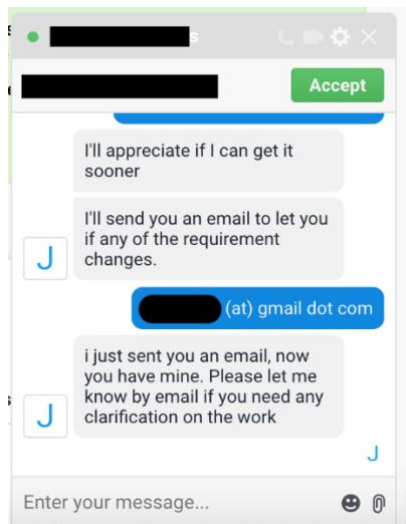 s
Accept
I'll appreciate if I can get it
sooner
I'll send you an email to let you
if any of the requirement
changes.
J
(at) gmail dot com
i just sent you an email, now
you have mine. Please let me
know by email if you need any
clarification on the work
J
J
Enter your message...